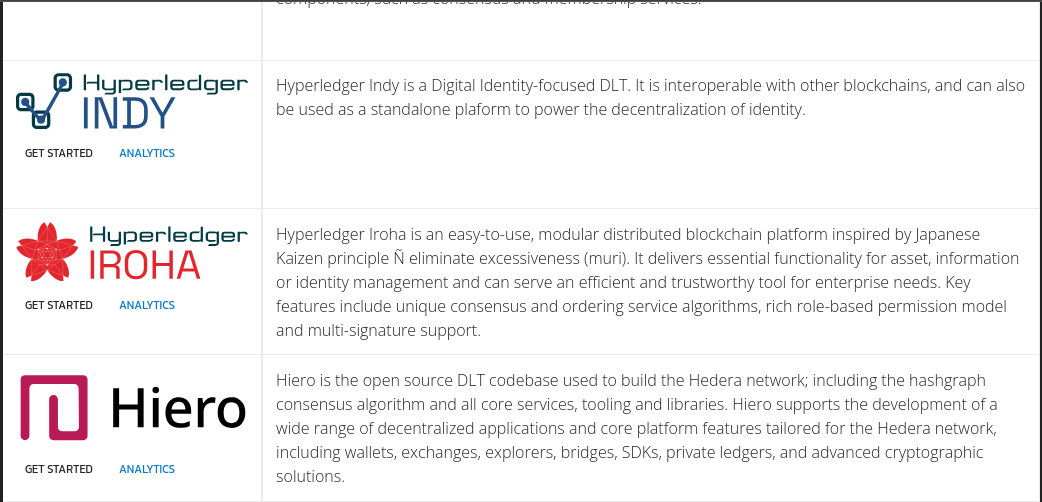 components, such as consensus and membership services.
Hyperledger
INDY
GET STARTED ANALYTICS
Hyperledger Indy is a Digital Identity-focused DLT. It is interoperable with other blockchains, and can also
be used as a standalone plaform to power the decentralization of identity.
Hyperledger
IROHA
GET STARTED ANALYTICS
Hyperledger Iroha is an easy-to-use, modular distributed blockchain platform inspired by Japanese
Kaizen principle Ñ eliminate excessiveness (muri). It delivers essential functionality for asset, information
or identity management and can serve an efficient and trustworthy tool for enterprise needs. Key
features include unique consensus and ordering service algorithms, rich role-based permission model
and multi-signature support.
Hiero
GET STARTED ANALYTICS
Hiero is the open source DLT codebase used to build the Hedera network; including the hashgraph
consensus algorithm and all core services, tooling and libraries. Hiero supports the development of a
wide range of decentralized applications and core platform features tailored for the Hedera network,
including wallets, exchanges, explorers, bridges, SDKs, private ledgers, and advanced cryptographic
solutions.